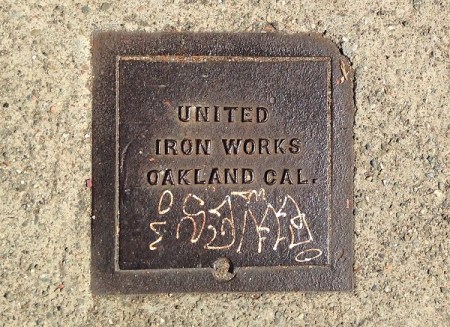 UNITED
IRON WORKS
OAKLAND CAL.